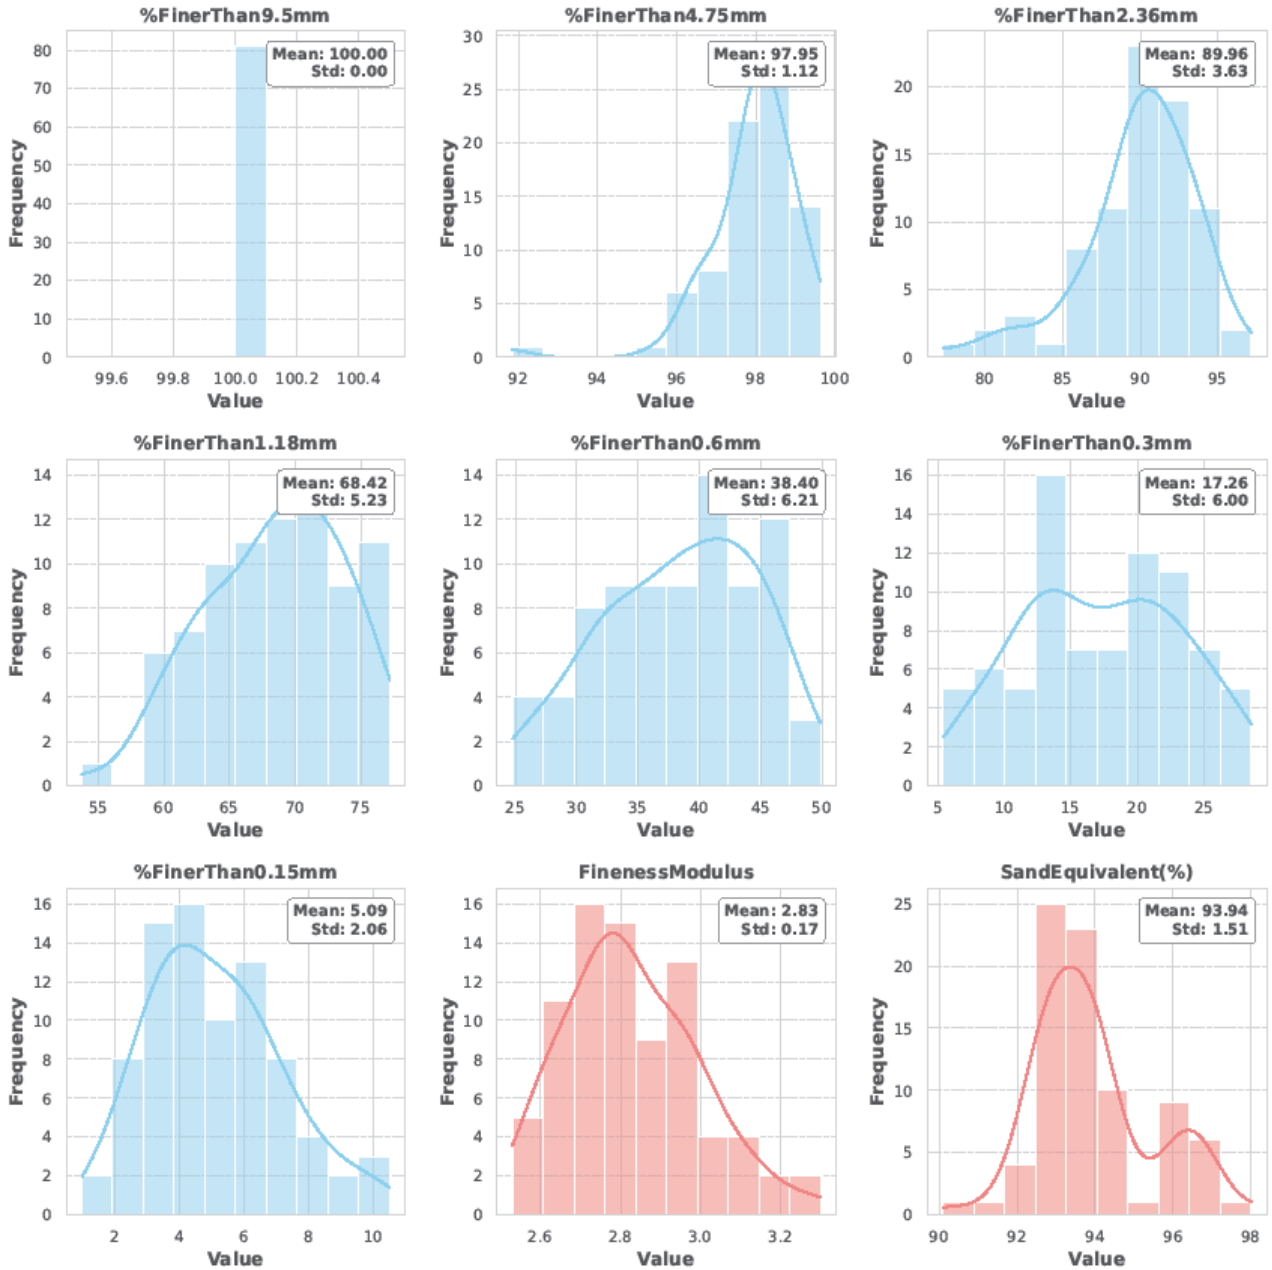 %FinerThan9.5mm
Mean: 100.00
Std: 0.00
Frequency
80
70
60
50
40
30
20
10
0
99.6 99.8 100.0 100.2 100.4
Value
%FinerThan4.75mm
Mean: 97.95
Std: 1.12
Frequency
30
25
20
15
10
5
0
92 94 96 98 100
Value
%FinerThan2.36mm
Mean: 89.96
Std: 3.63
Frequency
20
15
10
5
0
80 85 90 95
Value
%FinerThan1.18mm
Mean: 68.42
Std: 5.23
Frequency
14
12
10
8
6
4
2
0
55 60 65 70 75
Value
%FinerThan0.6mm
Mean: 38.40
Std: 6.21
Frequency
14
12
10
8
6
4
2
0
25 30 35 40 45 50
Value
%FinerThan0.3mm
Mean: 17.26
Std: 6.00
Frequency
16
14
12
10
8
6
4
2
0
5 10 15 20 25
Value
%FinerThan0.15mm
Mean: 5.09
Std: 2.06
Frequency
16
14
12
10
8
6
4
2
0
2 4 6 8 10
Value
FinenessModulus
Mean: 2.83
Std: 0.17
Frequency
16
14
12
10
8
6
4
2
0
2.6 2.8 3.0 3.2
Value
SandEquivalent(%)
Mean: 93.94
Std: 1.51
Frequency
25
20
15
10
5
0
90 92 94 96 98
Value